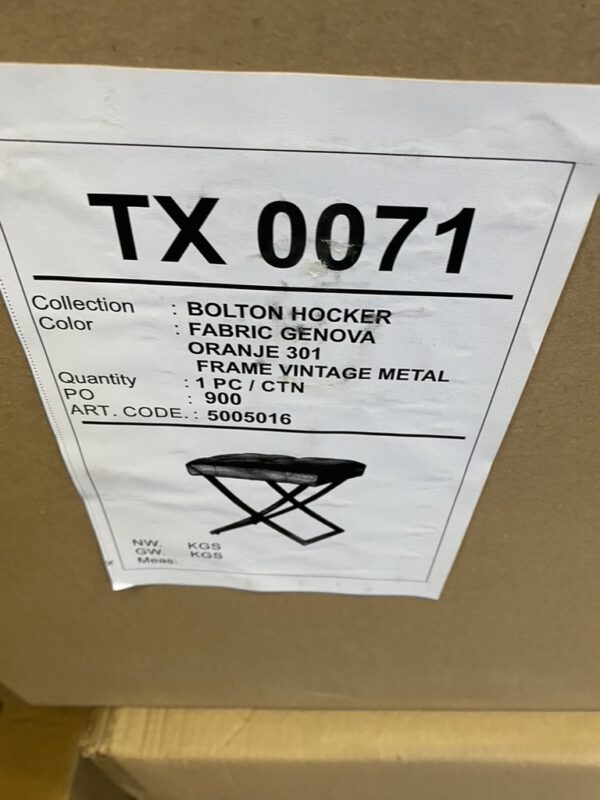 TX 0071
Collection : BOLTON HOCKER
Color : FABRIC GENOVA
ORANJE 301
FRAME VINTAGE METAL
Quantity : 1 PC / CTN
PO : 900
ART. CODE. : 5005016
NW. KGS
GW. KGS
Meas: